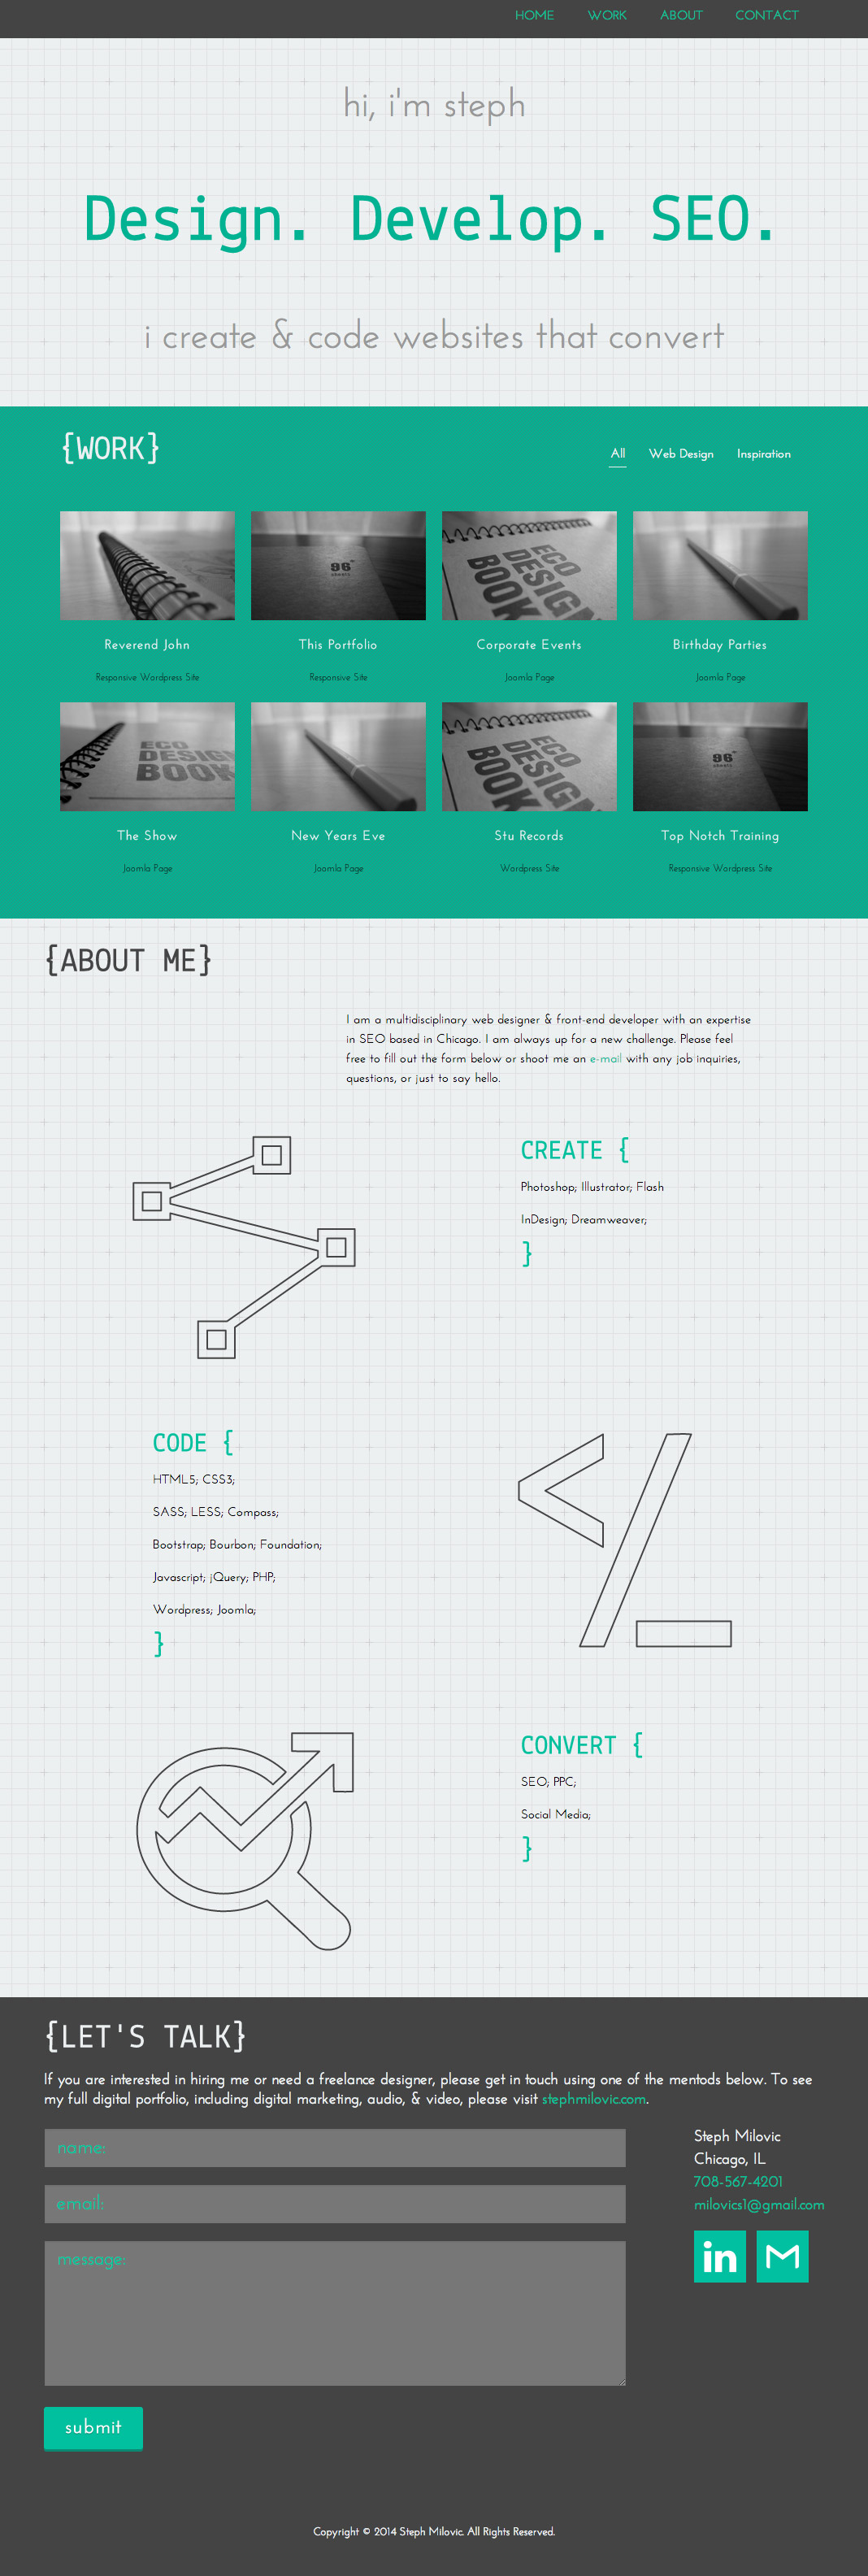 HOME WORK ABOUT CONTACT
hi, i'm steph
Design. Develop. SEO.
i create & code websites that convert
{WORK}
All Web Design Inspiration
96
sheets
ECO
DESIGN
BOOK
Reverend John This Portfolio Corporate Events Birthday Parties
Responsive Wordpress Site Responsive Site Joomla Page Joomla Page
ECO
DESIGN
BOOK
ECO
DESIGN
BOOK
96
sheets
The Show New Years Eve Stu Records Top Notch Training
Joomla Page Joomla Page Wordpress Site Responsive Wordpress Site
{ABOUT ME}
I am a multidisciplinary web designer & front-end developer with an expertise
in SEO based in Chicago. I am always up for a new challenge. Please feel
free to fill out the form below or shoot me an e-mail with any job inquiries,
questions, or just to say hello.
CREATE {
Photoshop; Illustrator; Flash
InDesign; Dreamweaver;
}
CODE {
HTML5; CSS3;
SASS; LESS; Compass;
Bootstrap; Bourbon; Foundation;
Javascript; jQuery; PHP;
Wordpress; Joomla;
}
CONVERT {
SEO; PPC;
Social Media;
}
{LET'S TALK}
If you are interested in hiring me or need a freelance designer, please get in touch using one of the mentods below. To see
my full digital portfolio, including digital marketing, audio, & video, please visit stephmilovic.com.
name:
email:
message:
submit
Steph Milovic
Chicago, IL
708-567-4201
milovics1@gmail.com
in M
Copyright © 2014 Steph Milovic. All Rights Reserved.